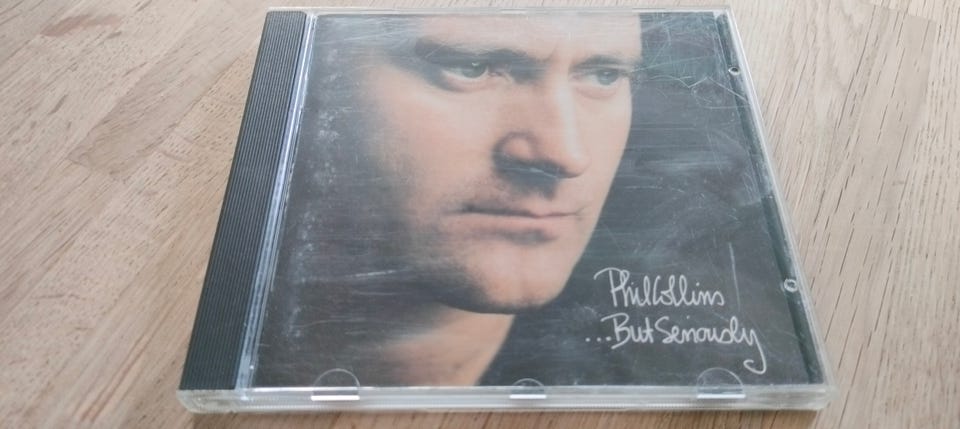 Phil Collins
...But Seriously